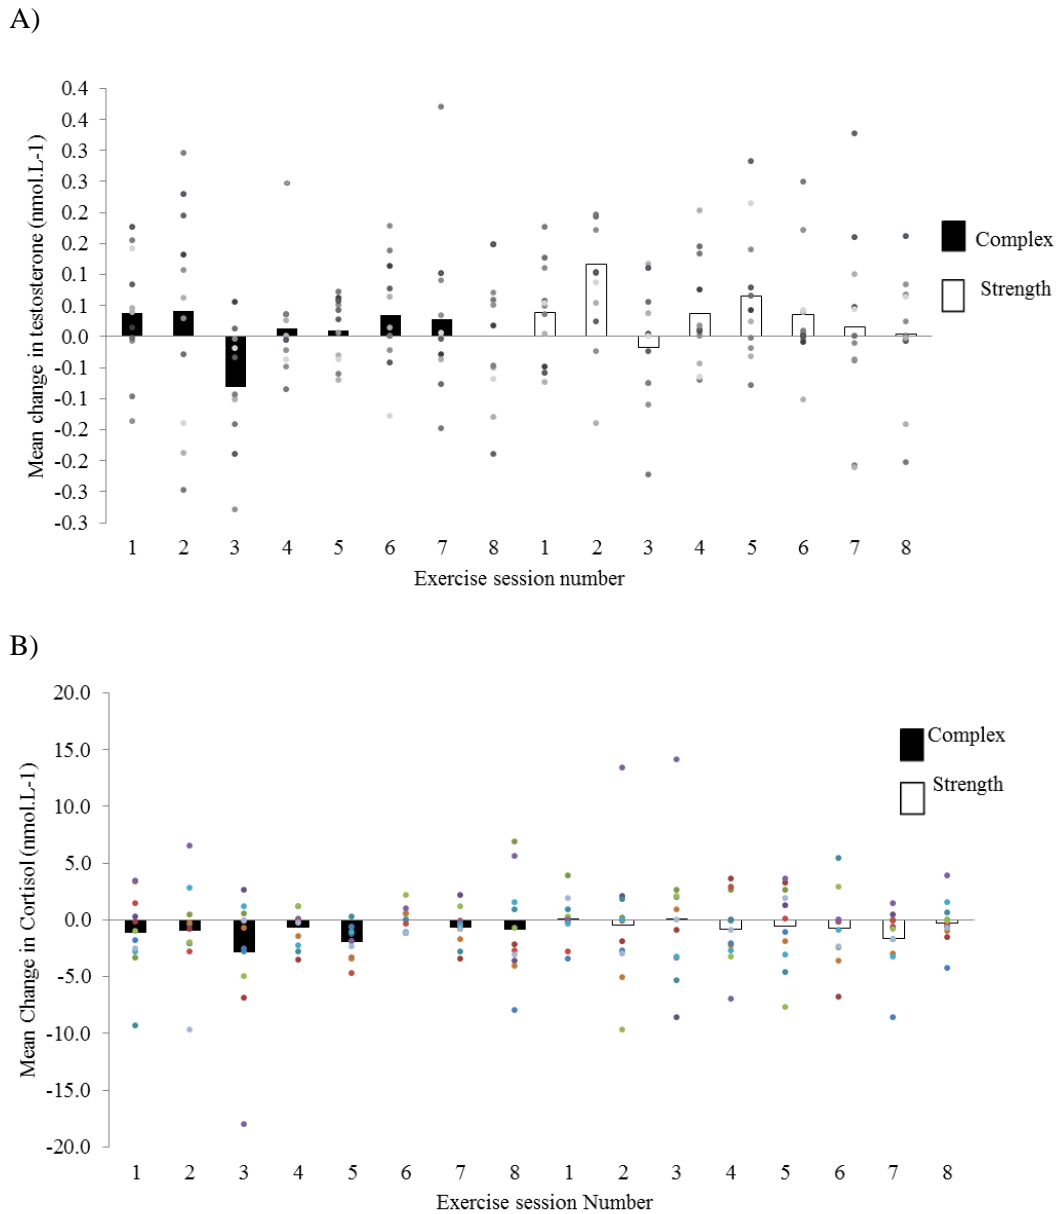 A)
Mean change in testosterone (nmol.L-1)
0.4
0.4
0.3
0.3
0.2
0.2
0.1
0.1
0.0
-0.1
-0.1
-0.2
-0.2
-0.3
-0.3
1 2 3 4 5 6 7 8 1 2 3 4 5 6 7 8
Exercise session number
Complex
Strength
B)
Mean Change in Cortisol (nmol.L-1)
20.0
15.0
10.0
5.0
0.0
-5.0
-10.0
-15.0
-20.0
1 2 3 4 5 6 7 8 1 2 3 4 5 6 7 8
Exercise session Number
Complex
Strength